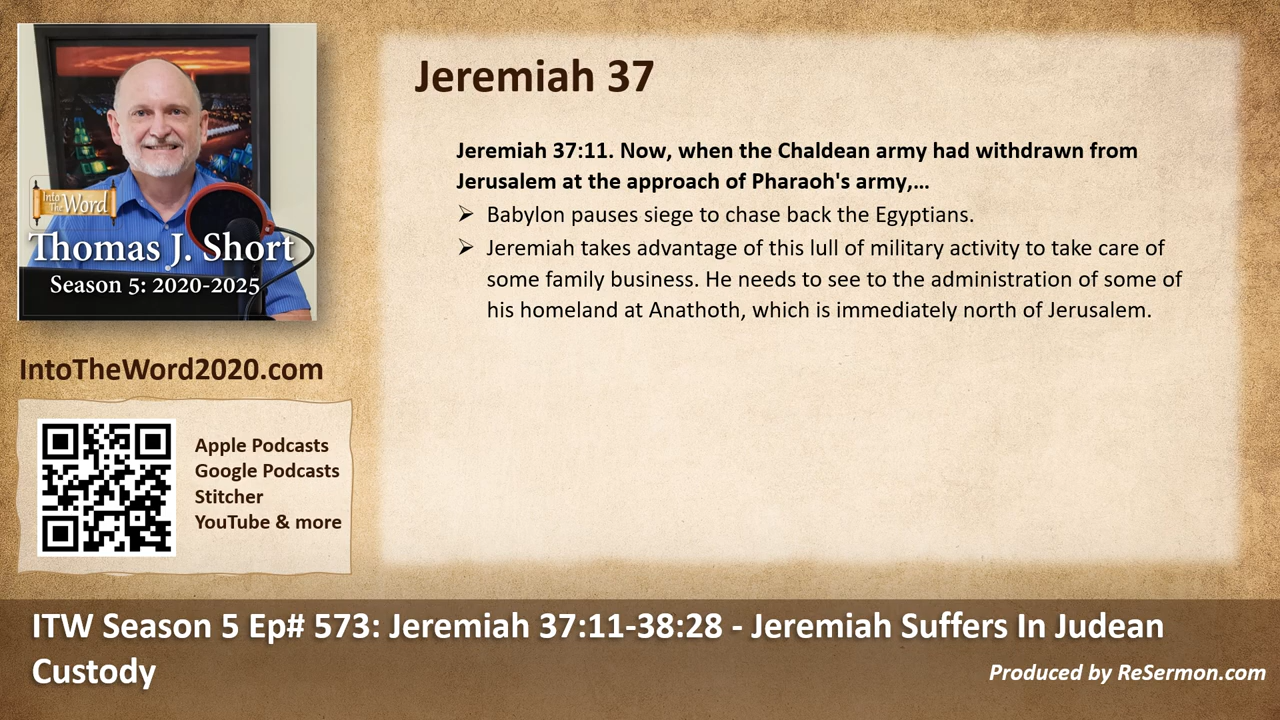 Into
The Word
Thomas J. Short
Season 5: 2020-2025
IntoTheWord2020.com
Apple Podcasts
Google Podcasts
Stitcher
YouTube & more
Jeremiah 37
Jeremiah 37:11. Now, when the Chaldean army had withdrawn from
Jerusalem at the approach of Pharaoh's army,...
➢ Babylon pauses siege to chase back the Egyptians.
➢ Jeremiah takes advantage of this lull of military activity to take care of
some family business. He needs to see to the administration of some of
his homeland at Anathoth, which is immediately north of Jerusalem.
ITW Season 5 Ep# 573: Jeremiah 37:11-38:28 - Jeremiah Suffers In Judean
Custody
Produced by ReSermon.com